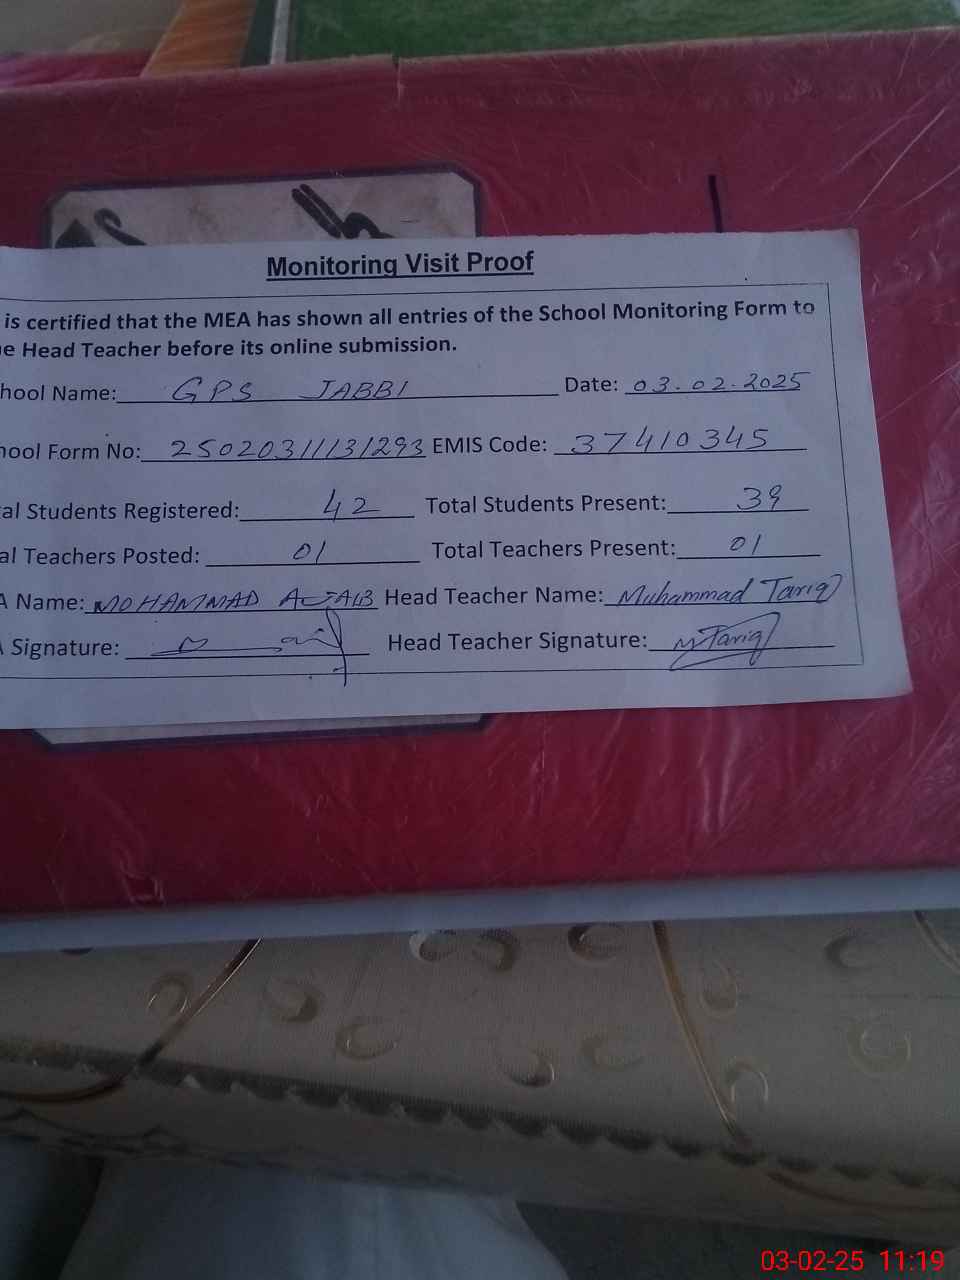 Monitoring Visit Proof
is certified that the MEA has shown all entries of the School Monitoring Form to
e Head Teacher before its online submission.
hool Name: GPS JABBI Date: 03.02.2025
hool Form No: 25020311131293 EMIS Code: 37410345
al Students Registered: 42 Total Students Present: 39
al Teachers Posted: 01 Total Teachers Present: 01
A Name: MOHAMMAD Head Teacher Name: Muhammad Tariq
Signature: Head Teacher Signature: MTariq
03-02-25 11:19